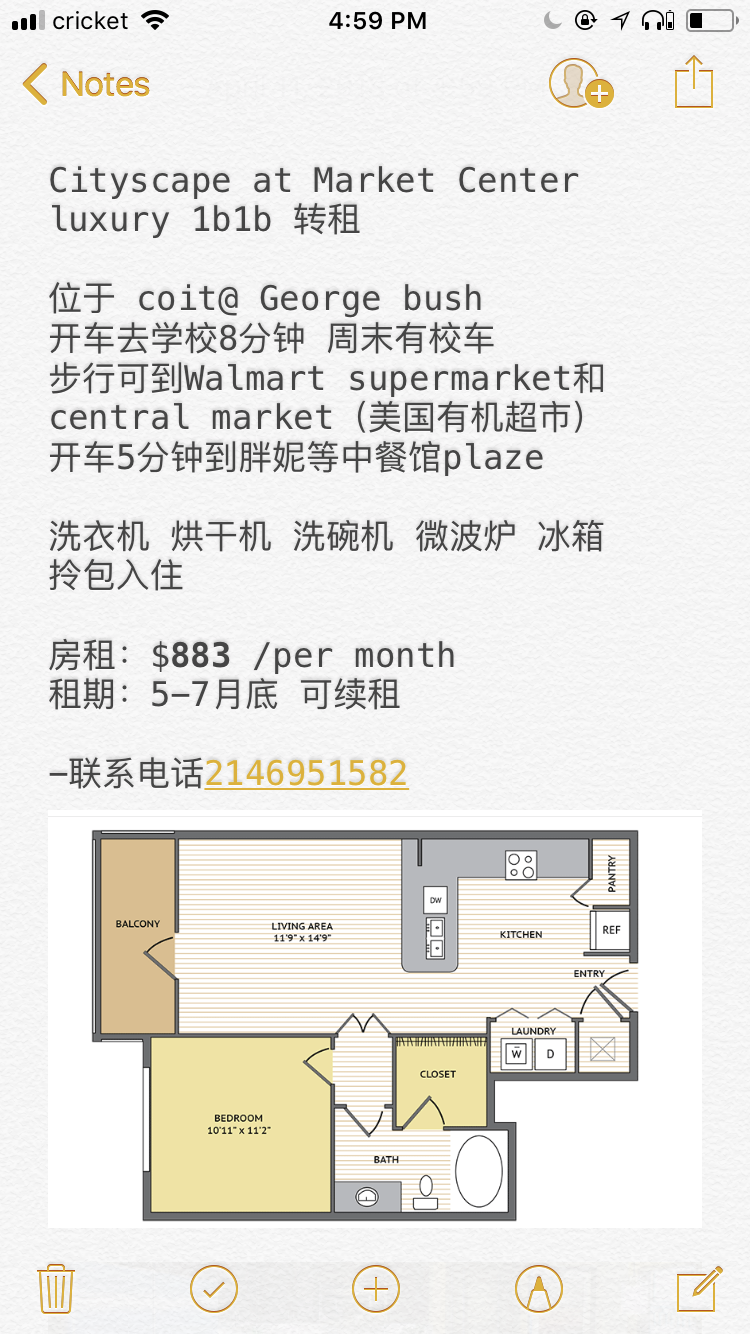 cricket 4:59 PM
Notes
Cityscape at Market Center
luxury 1b1b 转租
位于 coit@ George bush
开车去学校8分钟 周末有校车
步行可到Walmart supermarket和
central market（美国有机超市）
开车5分钟到胖妮等中餐馆plaze
洗衣机 烘干机 洗碗机 微波炉 冰箱
拎包入住
房租：$883 /per month
租期：5-7月底 可续租
-联系电话2146951582
PANTRY
BALCONY
LIVING AREA
11'9" x 14'9"
DW
KITCHEN
REF
ENTRY
LAUNDRY
W D
CLOSET
BEDROOM
10'11" x 11'2"
BATH